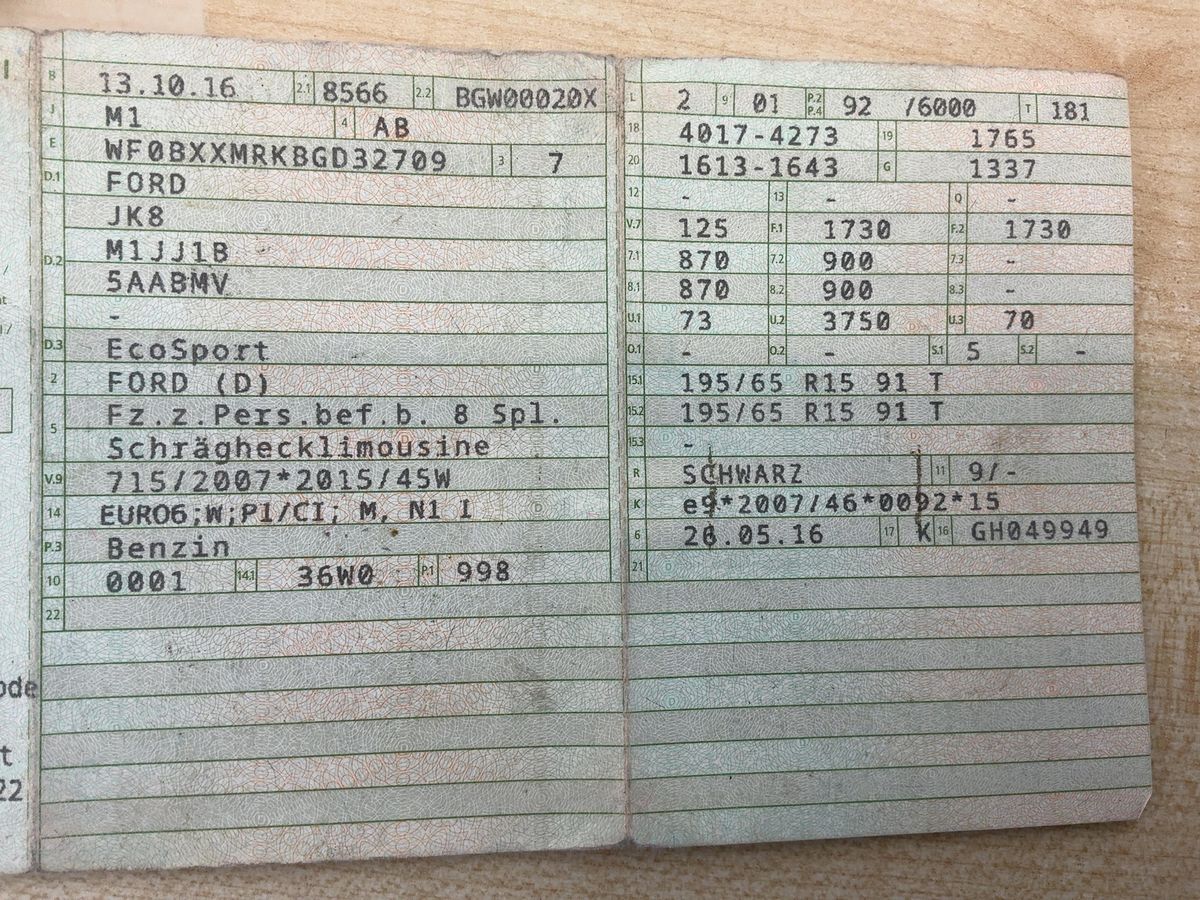 B 13.10.16 2.1 8566 2.2 BGW00020X
J M1 4 AB
E WF0BXXMRKBGD32709 3 7
D.1 FORD
JK8
D.2 M1JJ1B
5AABMV
-
D.3 EcoSport
2 FORD (D)
5 Fz.z.Pers.bef.b. 8 Spl.
Schräghecklimousine
V.9 715/2007*2015/45W
14 EURO6;W;PI/CI; M, N1 I
P.3 Benzin
10 0001 14.1 36W0 P.1 998
22
L 2 9 01 P.2 P.4 92 /6000 T 181
18 4017-4273 19 1765
20 1613-1643 G 1337
12 - 13 - Q -
V.7 125 F.1 1730 F.2 1730
7.1 870 7.2 900 7.3 -
8.1 870 8.2 900 8.3 -
U.1 73 U.2 3750 U.3 70
O.1 - O.2 - S.1 5 S.2 -
15.1 195/65 R15 91 T
15.2 195/65 R15 91 T
15.3 -
R SCHWARZ 11 9/-
K e9*2007/46*0092*15
6 .05.16 17 K 16 GH049949
21
ode
t
22